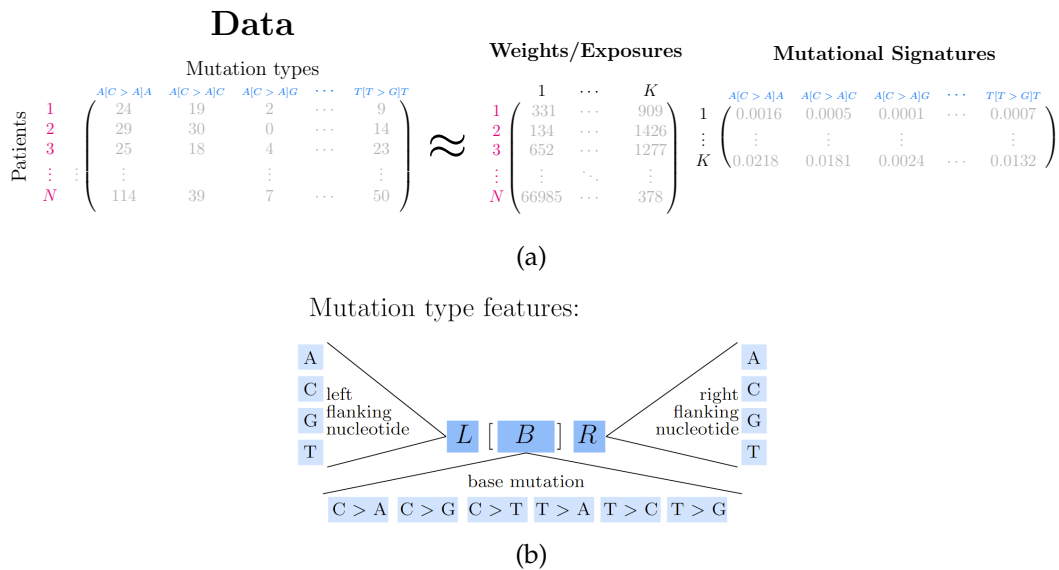 Data
Weights/Exposures
Mutational Signatures
Mutation types
A[C > A]A A[C > A]C A[C > A]G ⋯ T[T > G]T
Patients
1 24 19 2 ⋯ 9
2 29 30 0 ⋯ 14
3 25 18 4 ⋯ 23
⋮ ⋮ ⋮ ⋮ ⋮
N 114 39 7 ⋯ 50
≈
1 ⋯ K
1 331 ⋯ 909
2 134 ⋯ 1426
3 652 ⋯ 1277
⋮ ⋮ ⋱ ⋮
N 66985 ⋯ 378
A[C > A]A A[C > A]C A[C > A]G ⋯ T[T > G]T
1 0.0016 0.0005 0.0001 ⋯ 0.0007
⋮ ⋮ ⋮ ⋮ ⋮
K 0.0218 0.0181 0.0024 ⋯ 0.0132
(a)
Mutation type features:
A
C
G
T
left
flanking
nucleotide
L [ B ] R
right
flanking
nucleotide
A
C
G
T
base mutation
C > A C > G C > T T > A T > C T > G
(b)